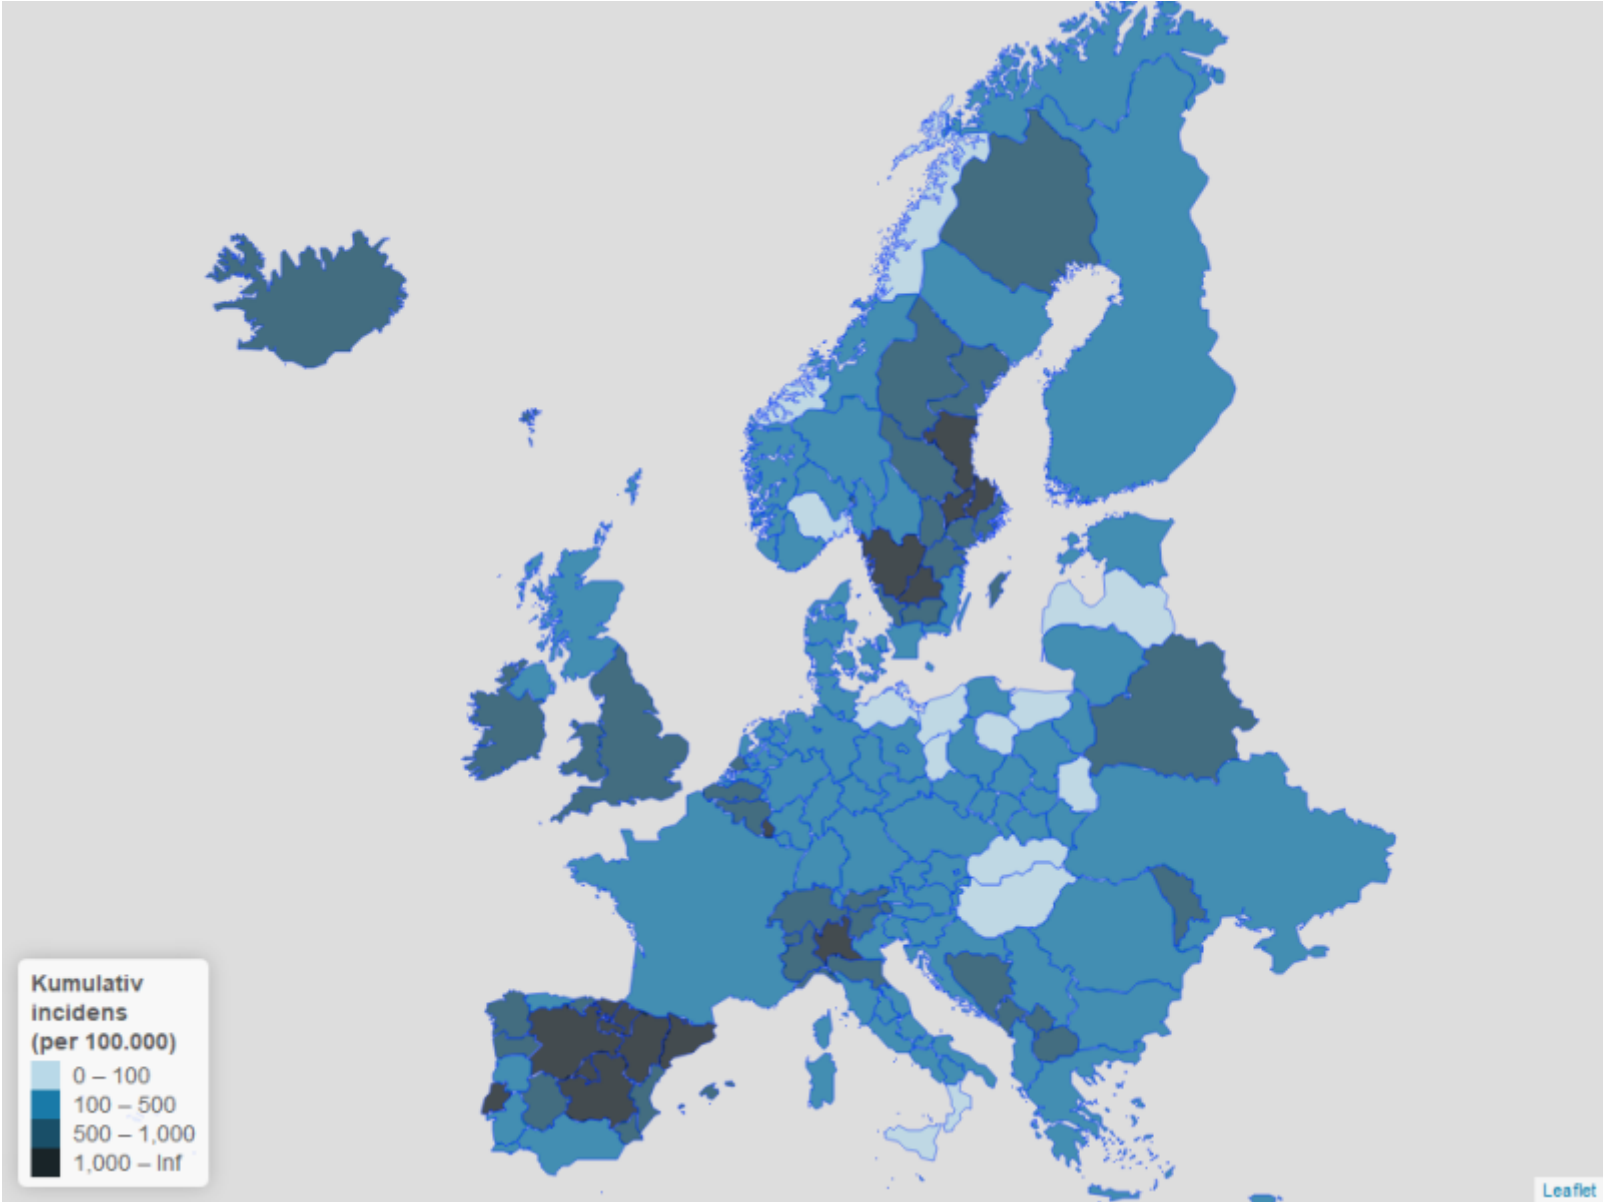 Kumulativ
incidens
(per 100.000)
0 – 100
100 – 500
500 – 1,000
1,000 – Inf
Leaflet